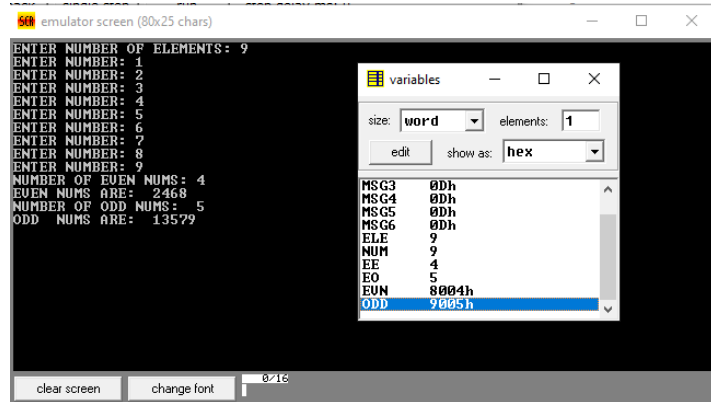 SCR emulator screen (80x25 chars)
ENTER NUMBER OF ELEMENTS: 9
ENTER NUMBER: 1
ENTER NUMBER: 2
ENTER NUMBER: 3
ENTER NUMBER: 4
ENTER NUMBER: 5
ENTER NUMBER: 6
ENTER NUMBER: 7
ENTER NUMBER: 8
ENTER NUMBER: 9
NUMBER OF EVEN NUMS: 4
EVEN NUMS ARE:  2468
NUMBER OF ODD NUMS:  5
ODD  NUMS ARE:  13579
variables
size: word elements: 1
edit show as: hex
MSG3 0Dh
MSG4 0Dh
MSG5 0Dh
MSG6 0Dh
ELE 9
NUM 9
EE 4
EO 5
EVN 8004h
ODD 9005h
clear screen change font 0/16